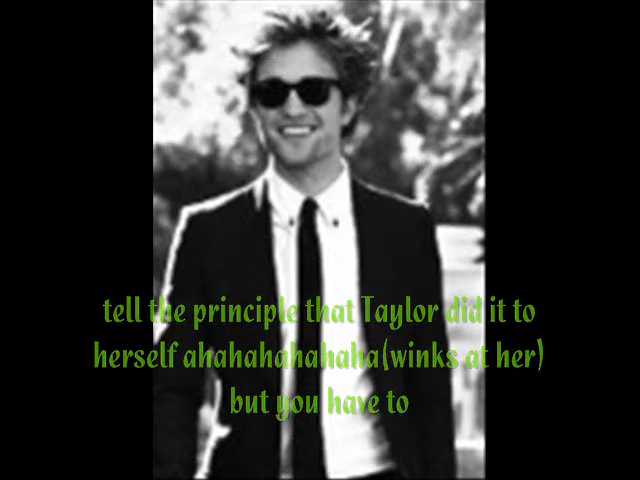 tell the principle that Taylor did it to
herself ahahahahahaha(winks at her)
but you have to